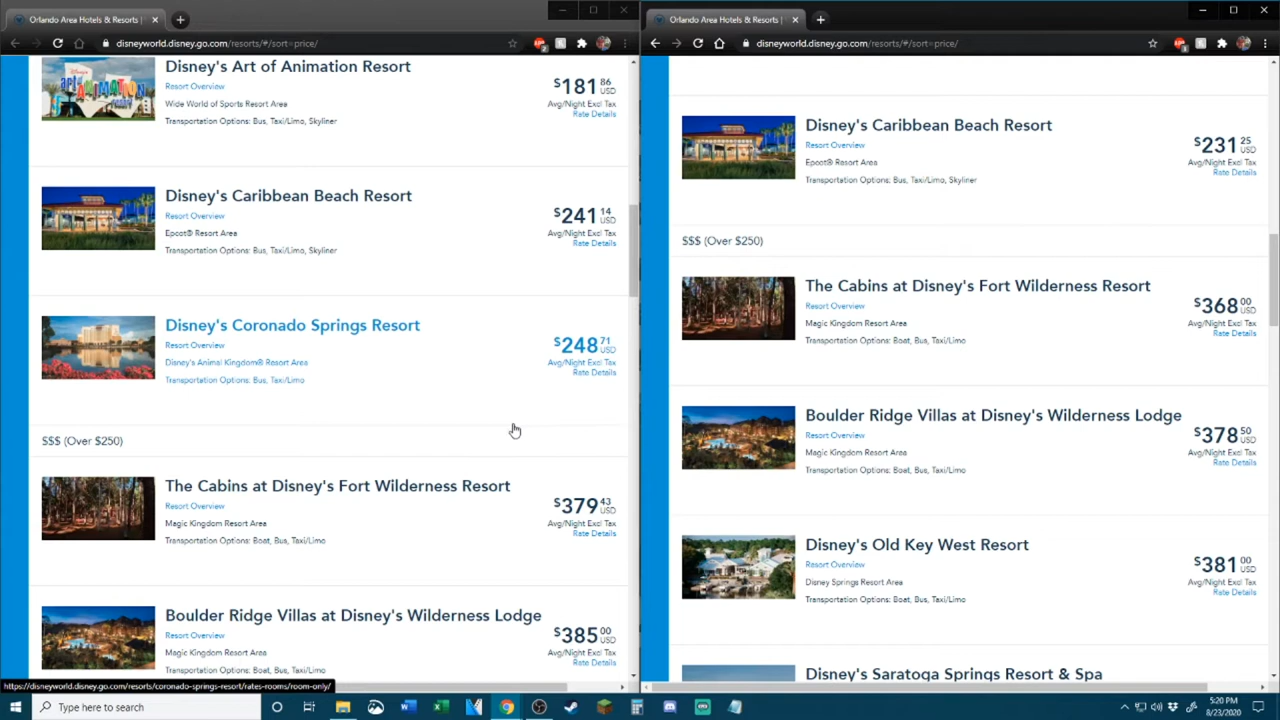 Orlando Area Hotels & Resorts |
disneyworld.disney.go.com/resorts/#/sort=price/
Disney's Art of Animation Resort
Resort Overview
Wide World of Sports Resort Area
Transportation Options: Bus, Taxi/Limo, Skyliner
$181 86 USD
Avg/Night Excl Tax
Rate Details
Disney's Caribbean Beach Resort
Resort Overview
Epcot® Resort Area
Transportation Options: Bus, Taxi/Limo, Skyliner
$241 14 USD
Avg/Night Excl Tax
Rate Details
Disney's Coronado Springs Resort
Resort Overview
Disney's Animal Kingdom® Resort Area
Transportation Options: Bus, Taxi/Limo
$248 71 USD
Avg/Night Excl Tax
Rate Details
$$$ (Over $250)
The Cabins at Disney's Fort Wilderness Resort
Resort Overview
Magic Kingdom Resort Area
Transportation Options: Boat, Bus, Taxi/Limo
$379 43 USD
Avg/Night Excl Tax
Rate Details
Boulder Ridge Villas at Disney's Wilderness Lodge
Resort Overview
Magic Kingdom Resort Area
Transportation Options: Boat, Bus, Taxi/Limo
$385 00 USD
Avg/Night Excl Tax
Rate Details
https://disneyworld.disney.go.com/resorts/coronado-springs-resort/rates-rooms/room-only/
Orlando Area Hotels & Resorts |
disneyworld.disney.go.com/resorts/#/sort=price/
Disney's Caribbean Beach Resort
Resort Overview
Epcot® Resort Area
Transportation Options: Bus, Taxi/Limo, Skyliner
$231 25 USD
Avg/Night Excl Tax
Rate Details
$$$ (Over $250)
The Cabins at Disney's Fort Wilderness Resort
Resort Overview
Magic Kingdom Resort Area
Transportation Options: Boat, Bus, Taxi/Limo
$368 00 USD
Avg/Night Excl Tax
Rate Details
Boulder Ridge Villas at Disney's Wilderness Lodge
Resort Overview
Magic Kingdom Resort Area
Transportation Options: Boat, Bus, Taxi/Limo
$378 50 USD
Avg/Night Excl Tax
Rate Details
Disney's Old Key West Resort
Resort Overview
Disney Springs Resort Area
Transportation Options: Boat, Bus, Taxi/Limo
$381 00 USD
Avg/Night Excl Tax
Rate Details
Disney's Saratoga Springs Resort & Spa
Type here to search
5:20 PM
8/23/2020